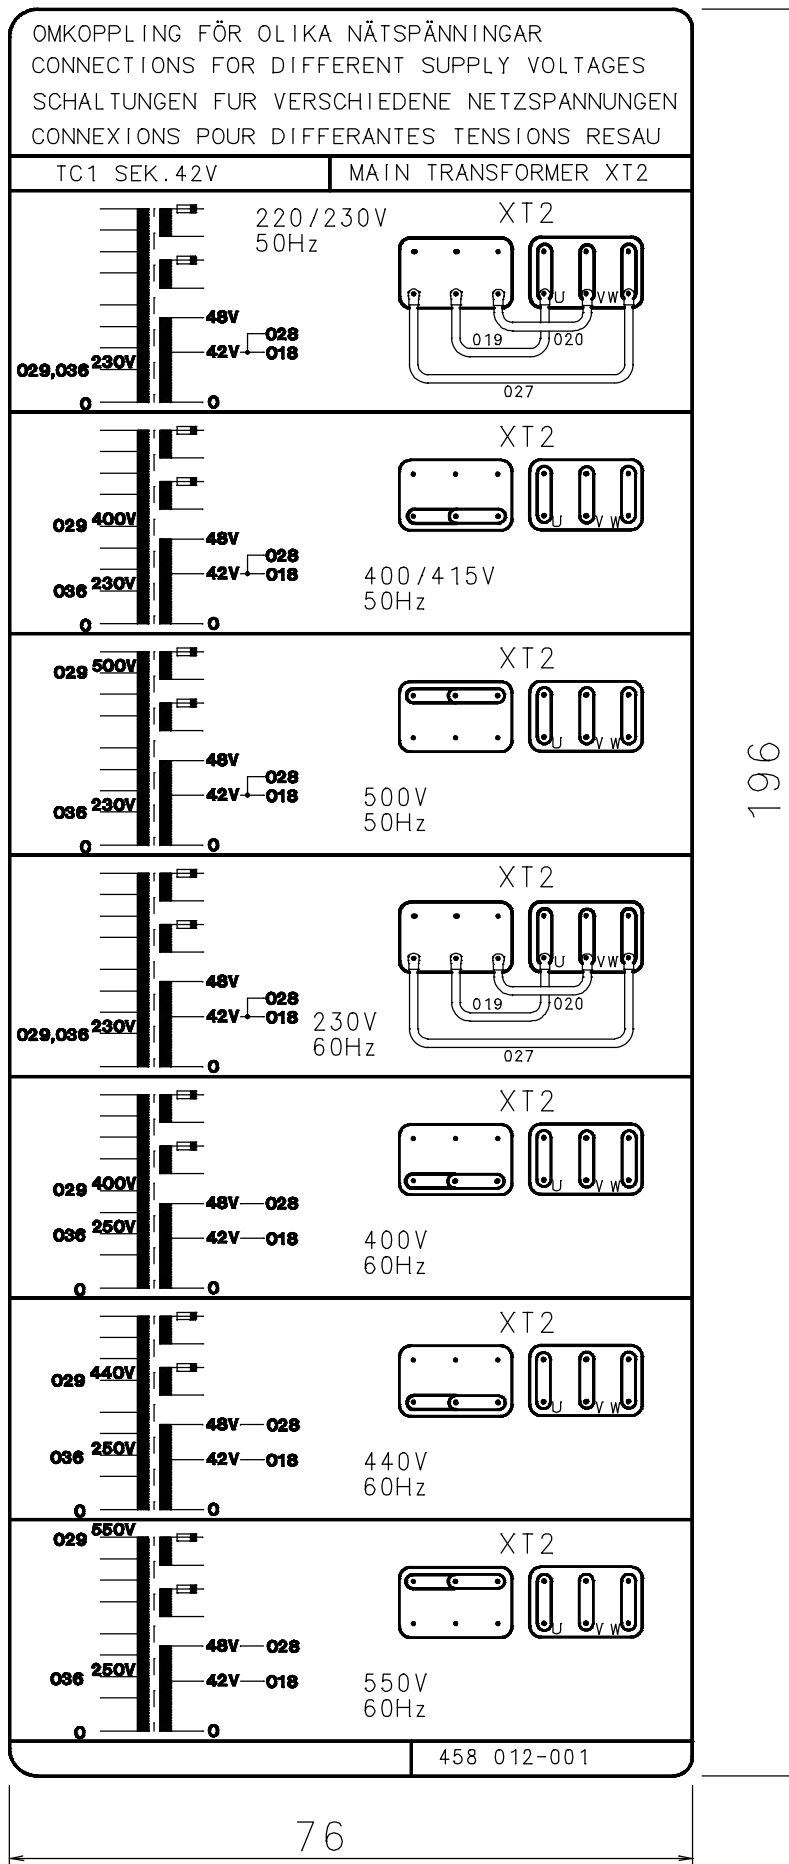 OMKOPPLING FÖR OLIKA NÄTSPÄNNINGAR
CONNECTIONS FOR DIFFERENT SUPPLY VOLTAGES
SCHALTUNGEN FUR VERSCHIEDENE NETZSPANNUNGEN
CONNEXIONS POUR DIFFERANTES TENSIONS RESAU
TC1 SEK.42V MAIN TRANSFORMER XT2
220/230V XT2
50Hz
U V W
48V
028
019 020
42V 018
029,036 230V
027
0 0
XT2
029 400V
U V W
48V
028
42V 018 400/415V
036 230V
50Hz
0 0
XT2
029 500V
U V W
48V
028
42V 018 500V
036 230V
50Hz
0 0
XT2
U V W
48V
028
019 020
42V 018 230V
029,036 230V
60Hz
027
0 0
XT2
029 400V
U V W
48V 028
036 250V
42V 018 400V
60Hz
0 0
XT2
029 440V
U V W
48V 028
036 250V
42V 018 440V
60Hz
0 0
029 550V
XT2
U V W
48V 028
036 250V
42V 018 550V
60Hz
0 0
458 012-001
196
76